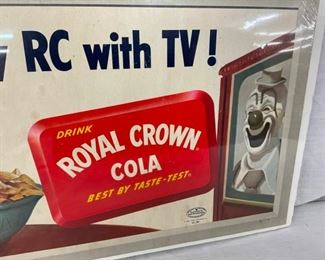 RC with TV!
DRINK
ROYAL CROWN
COLA
BEST BY TASTE-TEST